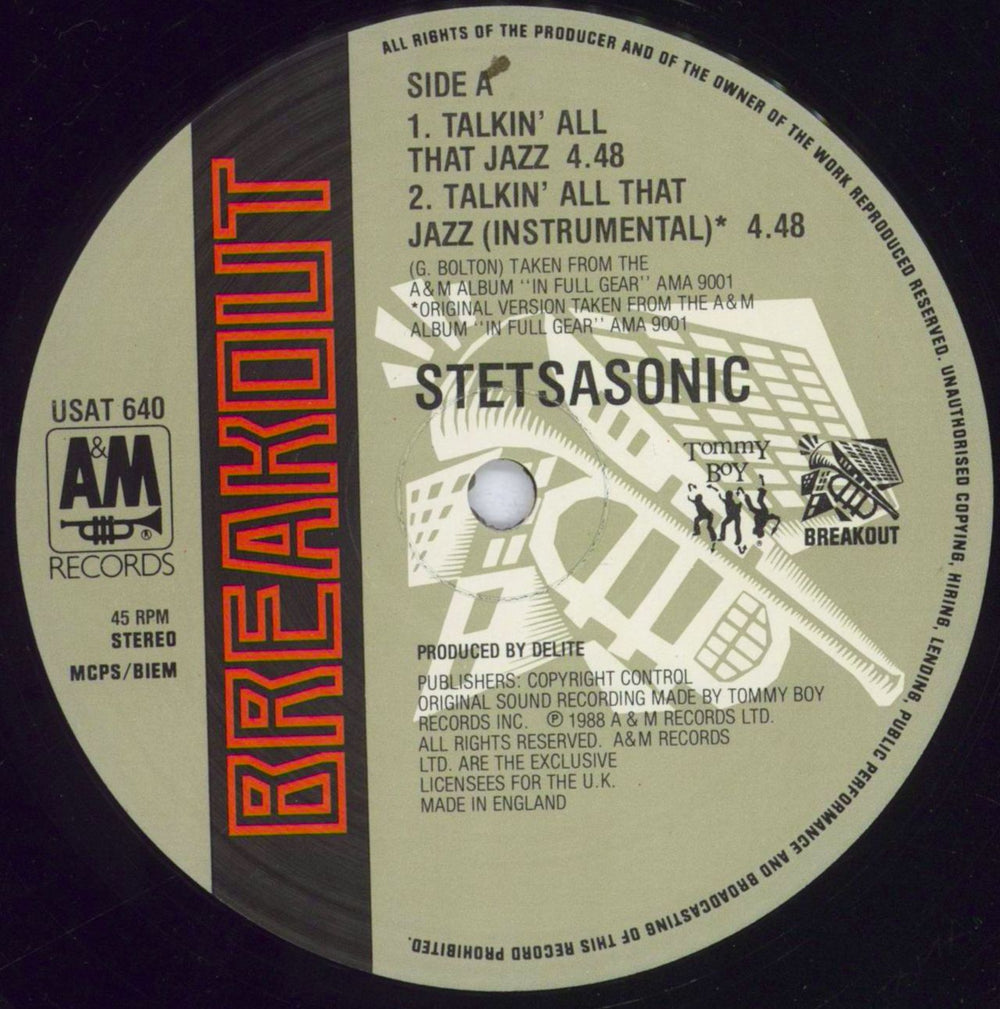 ALL RIGHTS OF THE PRODUCER AND OF THE OWNER OF THE WORK REPRODUCED RESERVED. UNAUTHORISED COPYING, HIRING, LENDING, PUBLIC PERFORMANCE AND BROADCASTING OF THIS RECORD PROHIBITED.
SIDE A
1. TALKIN' ALL
THAT JAZZ 4.48
2. TALKIN' ALL THAT
JAZZ (INSTRUMENTAL)* 4.48
(G. BOLTON) TAKEN FROM THE
A&M ALBUM "IN FULL GEAR" AMA 9001
*ORIGINAL VERSION TAKEN FROM THE A&M
ALBUM "IN FULL GEAR" AMA 9001
STETSASONIC
BREAKOUT
USAT 640
A&M
®
RECORDS
45 RPM
STEREO
MCPS/BIEM
Tommy
BOY
BREAKOUT
PRODUCED BY DELITE
PUBLISHERS: COPYRIGHT CONTROL
ORIGINAL SOUND RECORDING MADE BY TOMMY BOY
RECORDS INC. ℗ 1988 A & M RECORDS LTD.
ALL RIGHTS RESERVED. A&M RECORDS
LTD. ARE THE EXCLUSIVE
LICENSEES FOR THE U.K.
MADE IN ENGLAND